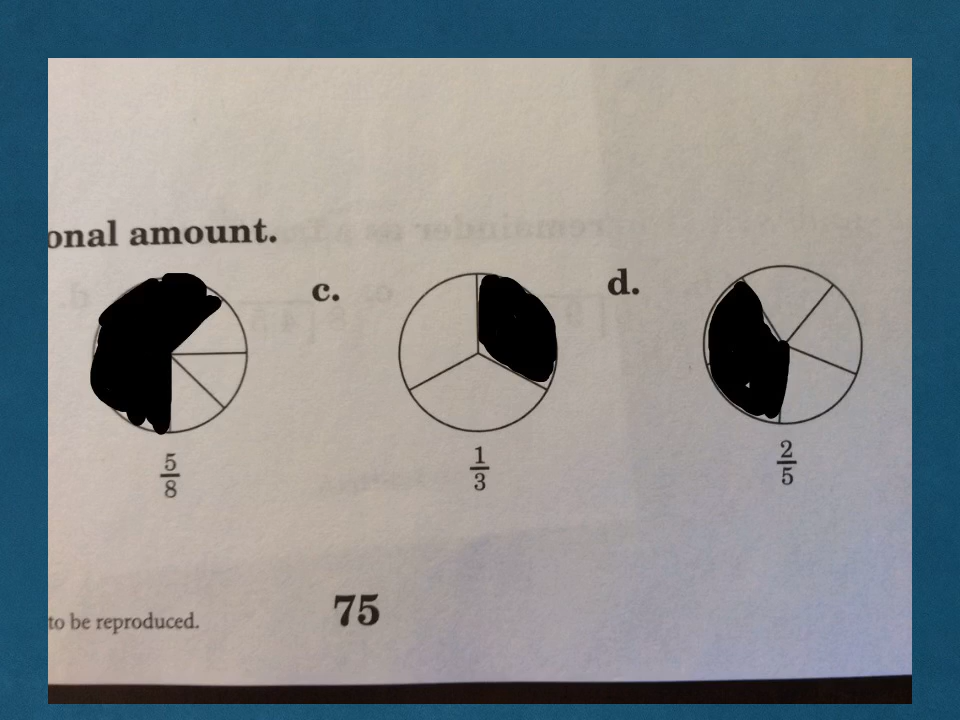 onal amount.
c.
d.
5/8
1/3
2/5
to be reproduced.
75